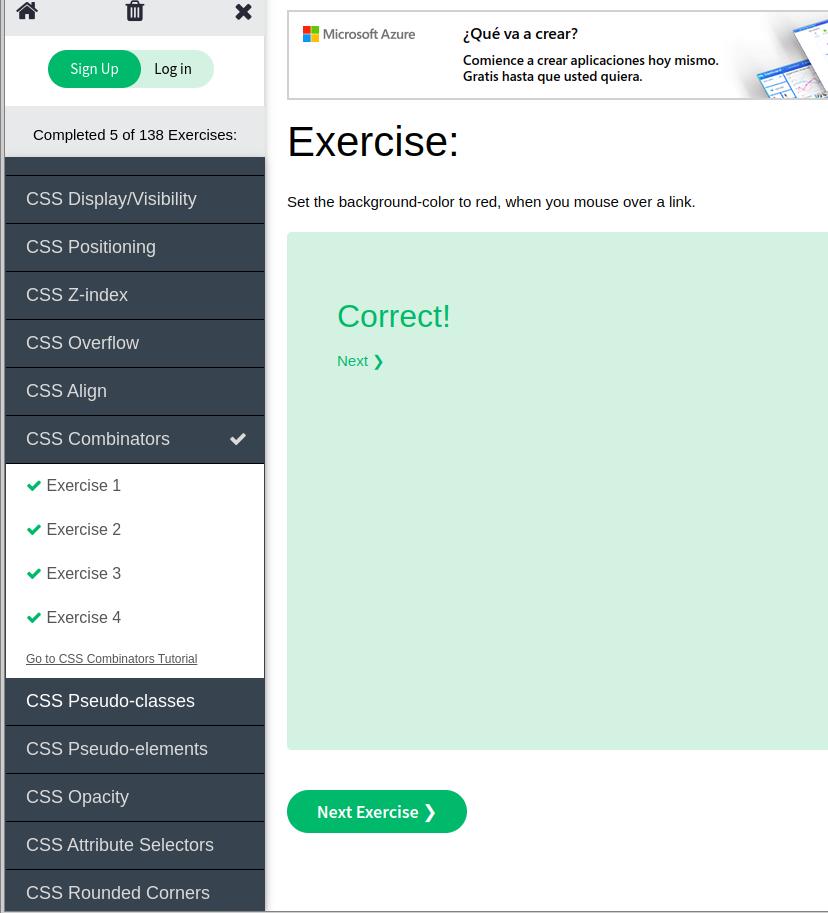 Sign Up
Log in
Completed 5 of 138 Exercises:
CSS Display/Visibility
CSS Positioning
CSS Z-index
CSS Overflow
CSS Align
CSS Combinators
Exercise 1
Exercise 2
Exercise 3
Exercise 4
Go to CSS Combinators Tutorial
CSS Pseudo-classes
CSS Pseudo-elements
CSS Opacity
CSS Attribute Selectors
CSS Rounded Corners
Microsoft Azure
¿Qué va a crear?
Comience a crear aplicaciones hoy mismo.
Gratis hasta que usted quiera.
Exercise:
Set the background-color to red, when you mouse over a link.
Correct!
Next ❯
Next Exercise ❯